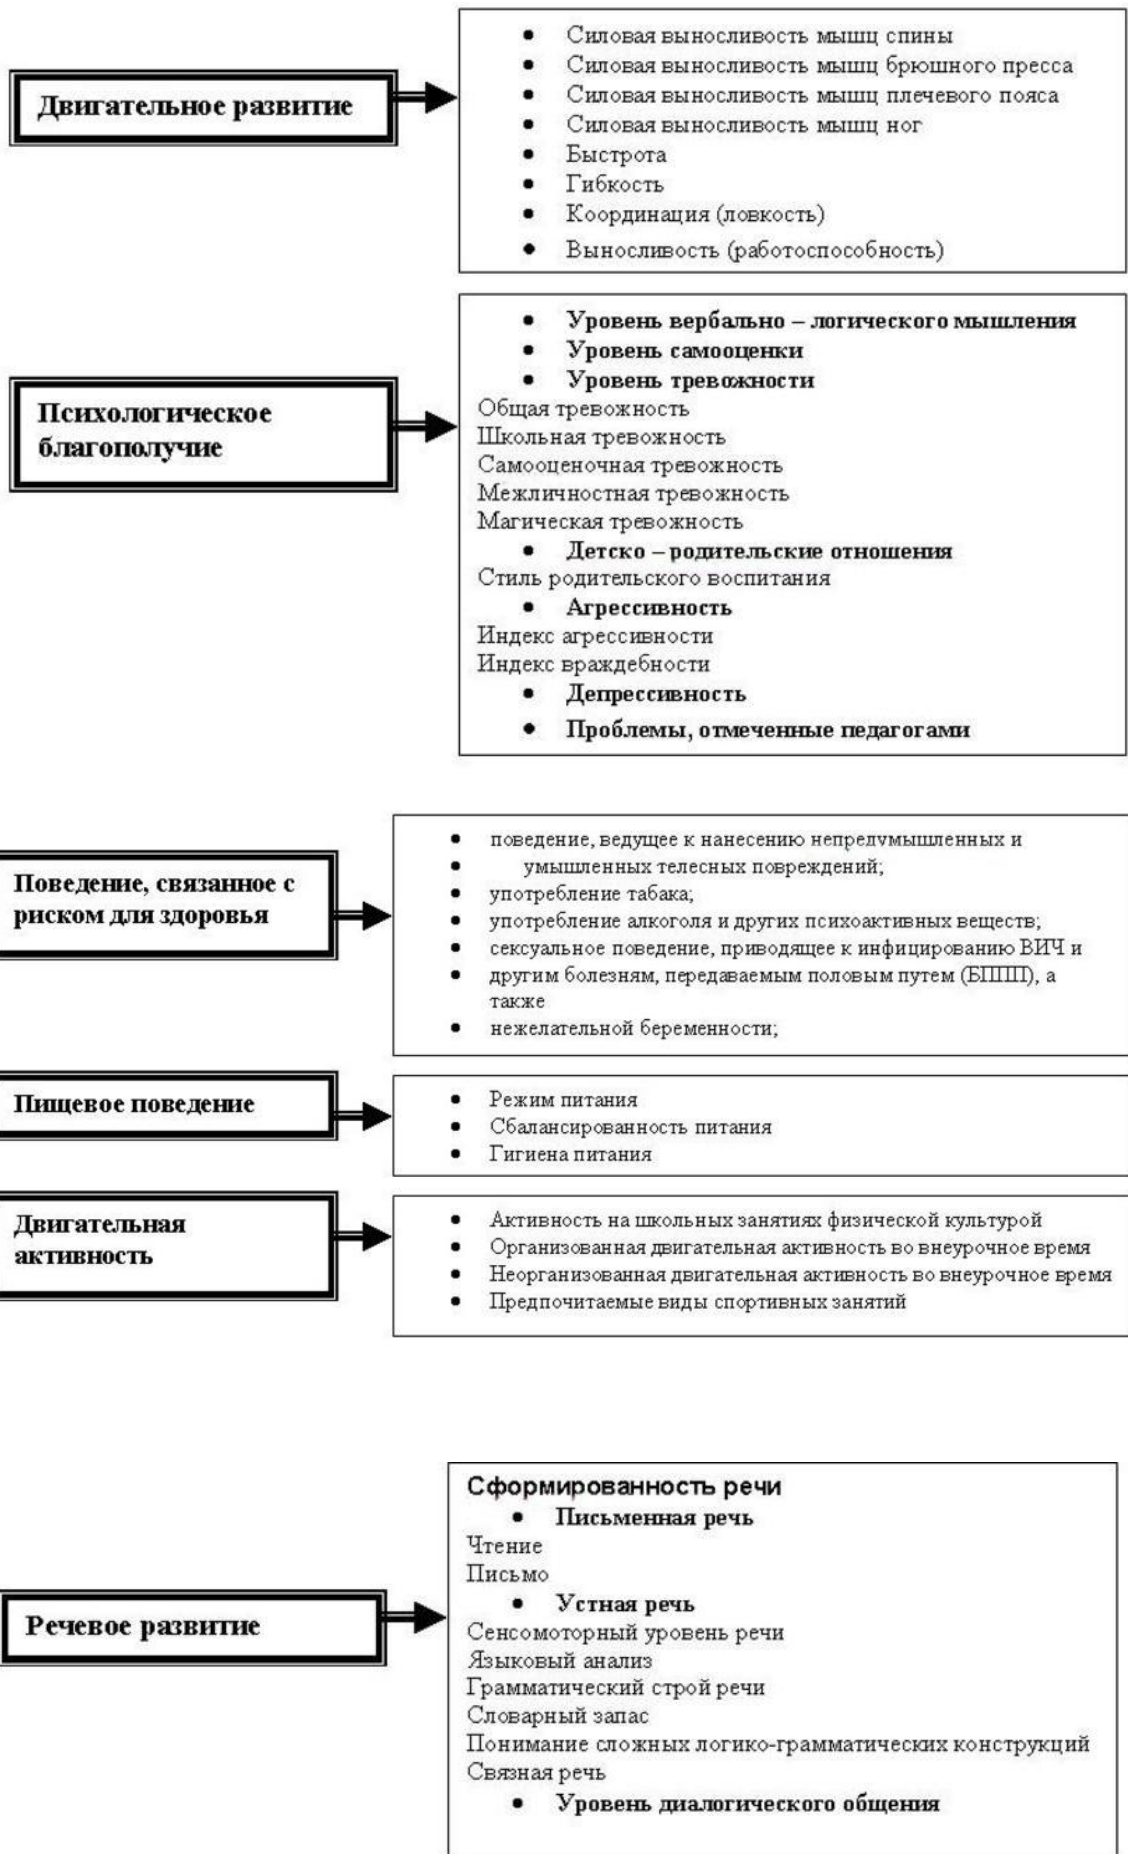 Двигательное развитие
• Силовая выносливость мышц спины
• Силовая выносливость мышц брюшного пресса
• Силовая выносливость мышц плечевого пояса
• Силовая выносливость мышц ног
• Быстрота
• Гибкость
• Координация (ловкость)
• Выносливость (работоспособность)
Психологическое
благополучие
• Уровень вербально – логического мышления
• Уровень самооценки
• Уровень тревожности
Общая тревожность
Школьная тревожность
Самооценочная тревожность
Межличностная тревожность
Магическая тревожность
• Детско – родительские отношения
Стиль родительского воспитания
• Агрессивность
Индекс агрессивности
Индекс враждебности
• Депрессивность
• Проблемы, отмеченные педагогами
Поведение, связанное с
риском для здоровья
• поведение, ведущее к нанесению непредумышленных и
• умышленных телесных повреждений;
• употребление табака;
• употребление алкоголя и других психоактивных веществ;
• сексуальное поведение, приводящее к инфицированию ВИЧ и
• другим болезням, передаваемым половым путем (БППП), а
также
• нежелательной беременности;
Пищевое поведение
• Режим питания
• Сбалансированность питания
• Гигиена питания
Двигательная
активность
• Активность на школьных занятиях физической культурой
• Организованная двигательная активность во внеурочное время
• Неорганизованная двигательная активность во внеурочное время
• Предпочитаемые виды спортивных занятий
Речевое развитие
Сформированность речи
• Письменная речь
Чтение
Письмо
• Устная речь
Сенсомоторный уровень речи
Языковый анализ
Грамматический строй речи
Словарный запас
Понимание сложных логико-грамматических конструкций
Связная речь
• Уровень диалогического общения